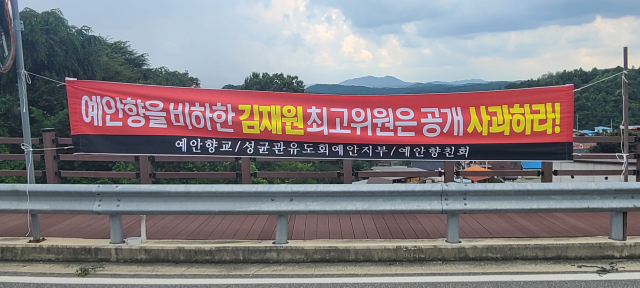 예안향을 비하한 김재원 최고위원은 공개 사과하라!
예안향교/성균관유도회예안지부/예안향친회